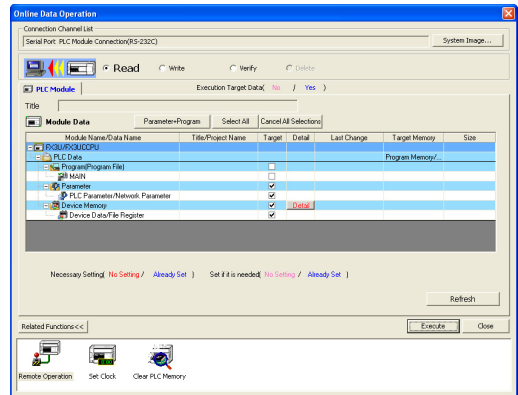 Online Data Operation
Connection Channel List
Serial Port PLC Module Connection(RS-232C)
System Image...
Read
Write
Verify
Delete
PLC Module
Execution Target Data( No / Yes )
Title
Module Data
Parameter+Program
Select All
Cancel All Selections
Module Name/Data Name Title/Project Name Target Detail Last Change Target Memory Size
FX3U/FX3UCCPU
PLC Data Program Memory/...
Program(Program File)
MAIN
Parameter
PLC Parameter/Network Parameter
Device Memory Detail
Device Data/File Register
Necessary Setting( No Setting / Already Set ) Set if it is needed( No Setting / Already Set )
Refresh
Related Functions<<
Execute
Close
Remote Operation
Set Clock
Clear PLC Memory